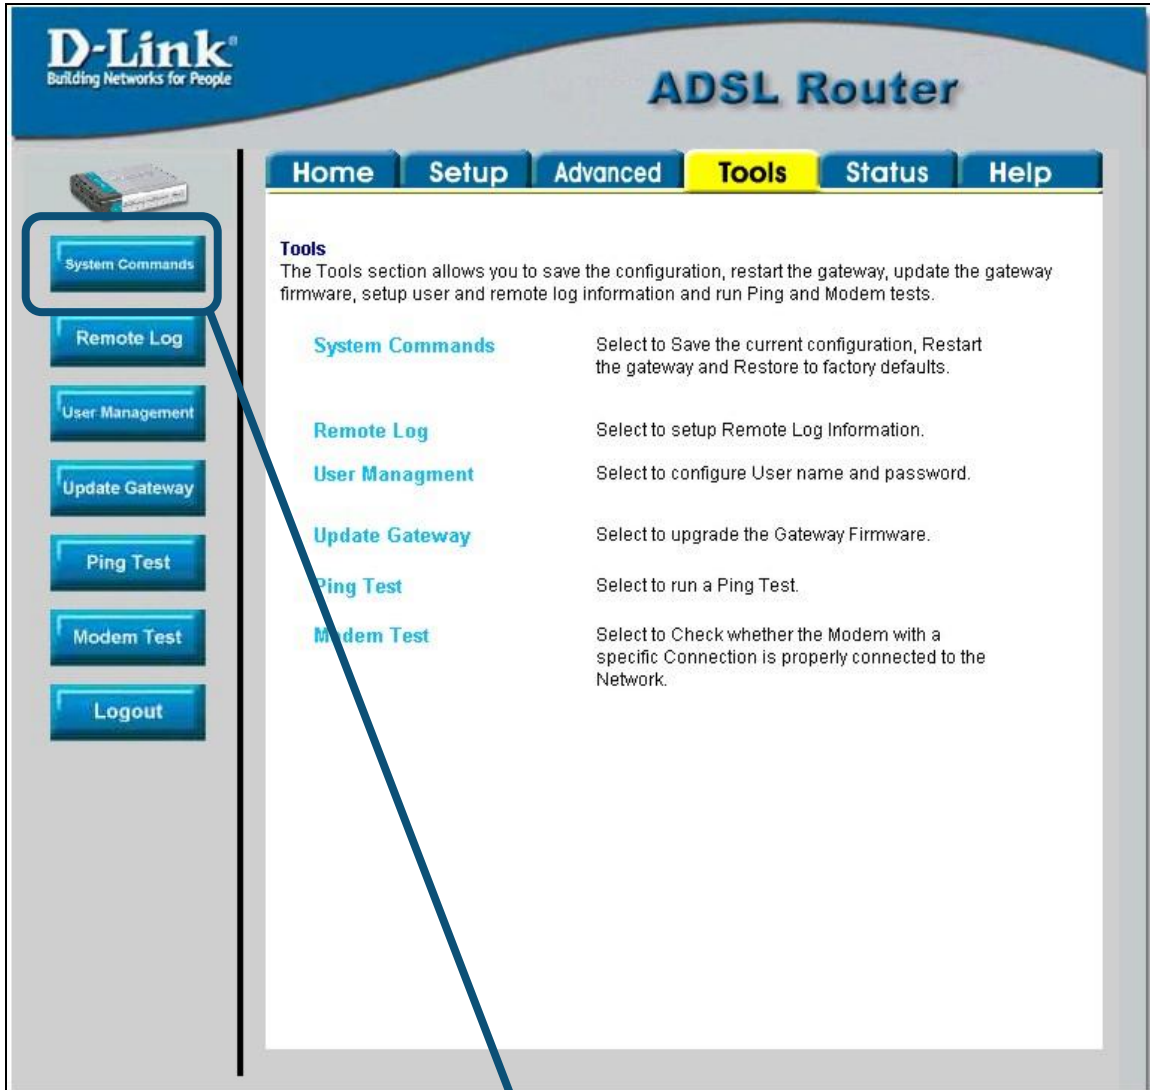 D-Link®
Building Networks for People
ADSL Router
Home Setup Advanced Tools Status Help
System Commands
Remote Log
User Management
Update Gateway
Ping Test
Modem Test
Logout
Tools
The Tools section allows you to save the configuration, restart the gateway, update the gateway
firmware, setup user and remote log information and run Ping and Modem tests.
System Commands Select to Save the current configuration, Restart
the gateway and Restore to factory defaults.
Remote Log Select to setup Remote Log Information.
User Managment Select to configure User name and password.
Update Gateway Select to upgrade the Gateway Firmware.
Ping Test Select to run a Ping Test.
Modem Test Select to Check whether the Modem with a
specific Connection is properly connected to the
Network.